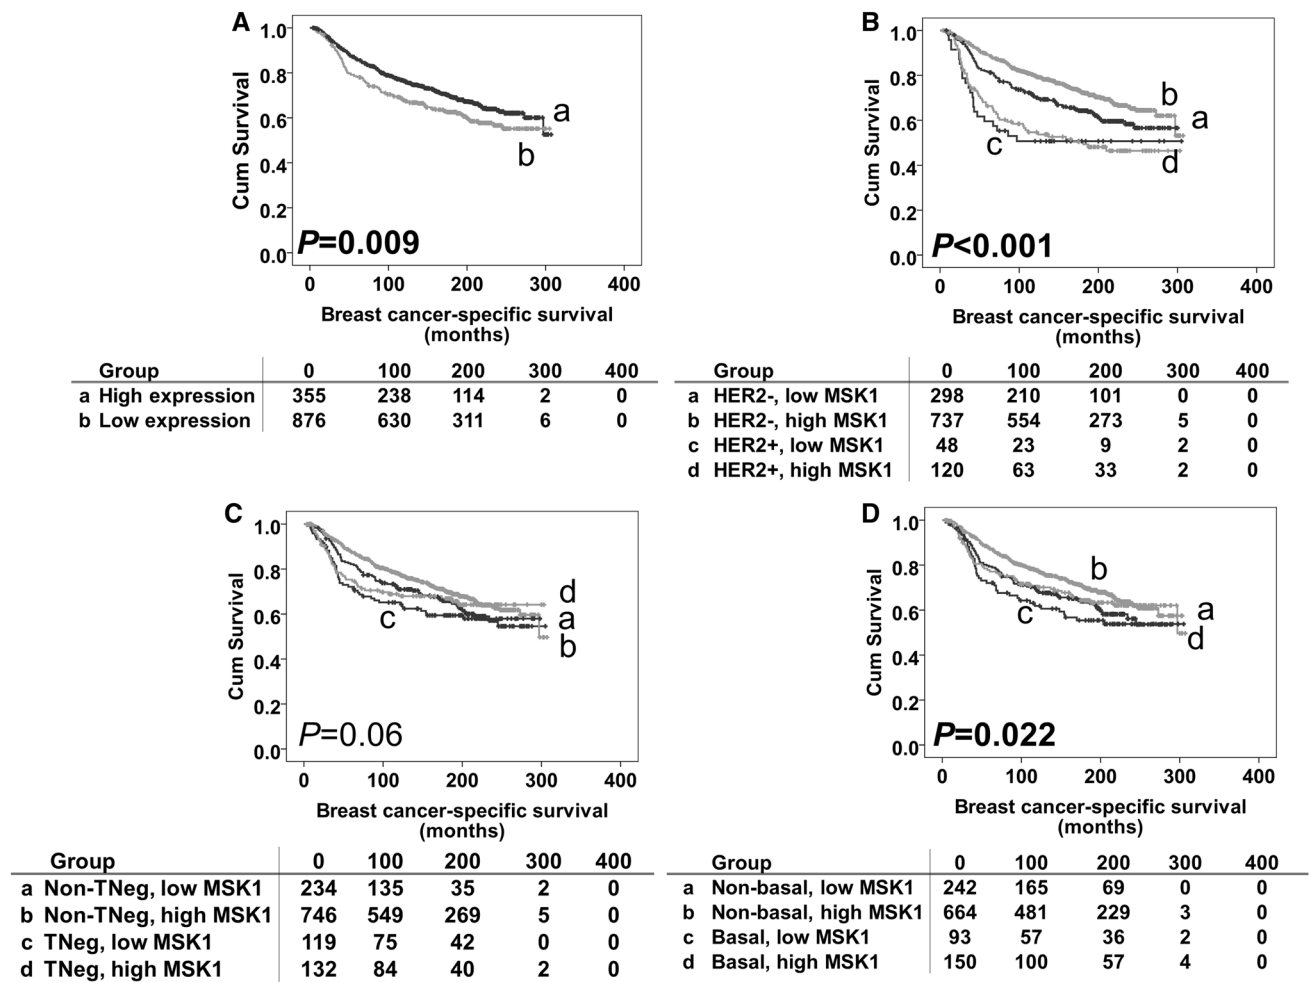 A
1.0
0.8
0.6
0.4
0.2
0.0
Cum Survival
a
b
P=0.009
0 100 200 300 400
Breast cancer-specific survival
(months)
Group 0 100 200 300 400
a High expression 355 238 114 2 0
b Low expression 876 630 311 6 0
B
1.0
0.8
0.6
0.4
0.2
0.0
Cum Survival
b
a
c
d
P<0.001
0 100 200 300 400
Breast cancer-specific survival
(months)
Group 0 100 200 300 400
a HER2-, low MSK1 298 210 101 0 0
b HER2-, high MSK1 737 554 273 5 0
c HER2+, low MSK1 48 23 9 2 0
d HER2+, high MSK1 120 63 33 2 0
C
1.0
0.8
0.6
0.4
0.2
0.0
Cum Survival
d
a
c
b
P=0.06
0 100 200 300 400
Breast cancer-specific survival
(months)
Group 0 100 200 300 400
a Non-TNeg, low MSK1 234 135 35 2 0
b Non-TNeg, high MSK1 746 549 269 5 0
c TNeg, low MSK1 119 75 42 0 0
d TNeg, high MSK1 132 84 40 2 0
D
1.0
0.8
0.6
0.4
0.2
0.0
Cum Survival
b
a
c
d
P=0.022
0 100 200 300 400
Breast cancer-specific survival
(months)
Group 0 100 200 300 400
a Non-basal, low MSK1 242 165 69 0 0
b Non-basal, high MSK1 664 481 229 3 0
c Basal, low MSK1 93 57 36 2 0
d Basal, high MSK1 150 100 57 4 0